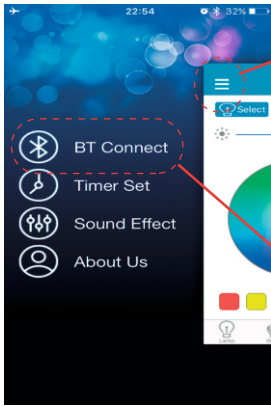 22:54
32%
Select
BT Connect
Timer Set
Sound Effect
About Us
Lamp